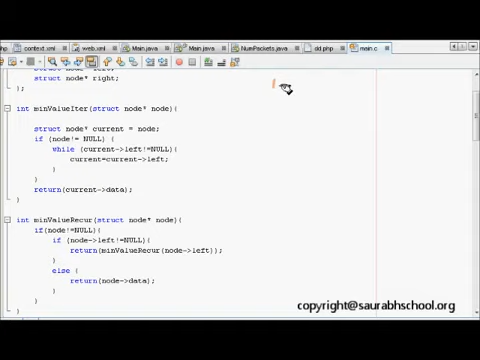 context.xml
web.xml
Main.java
Main.java
NumPackets.java
dd.php
main.c
struct node* right;
};
int minValueIter(struct node* node){
struct node* current = node;
if (node!= NULL){
while (current->left!=NULL){
current=current->left;
}
}
return(current->data);
}
int minValueRecur(struct node* node){
if(node!=NULL){
if (node->left!=NULL){
return(minValueRecur(node->left));
}
else {
return(node->data);
}
}
}
copyright@saurabhschool.org